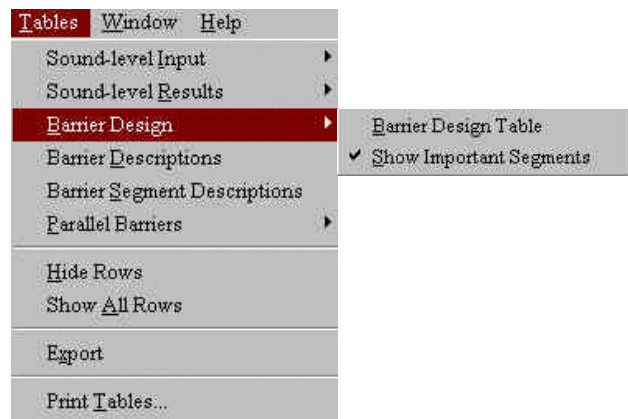 Tables Window Help
Sound-level Input
Sound-level Results
Barrier Design
Barrier Design Table
Barrier Descriptions
✔ Show Important Segments
Barrier Segment Descriptions
Parallel Barriers
Hide Rows
Show All Rows
Export
Print Tables...